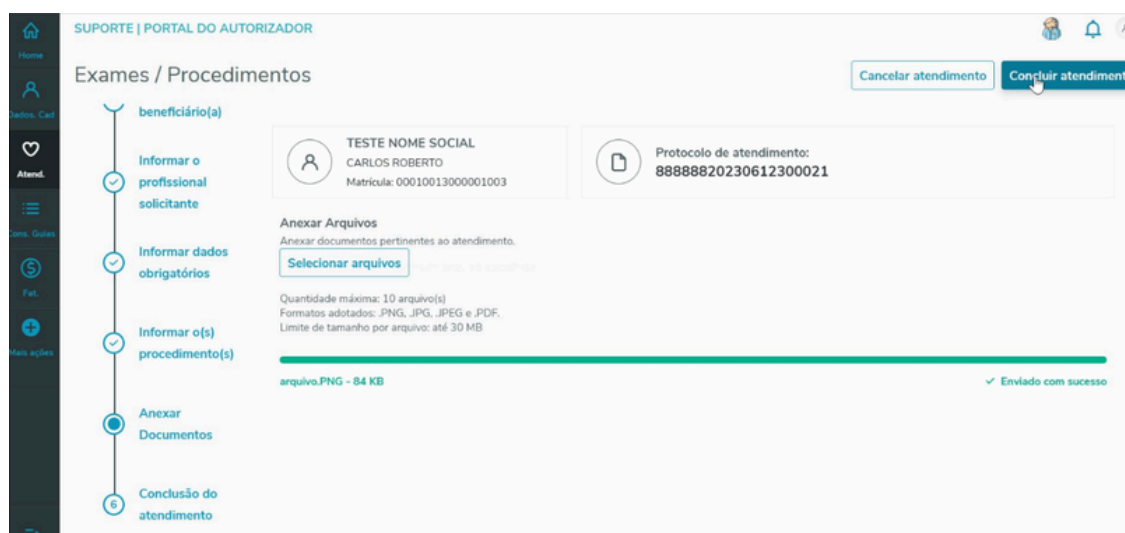 SUPORTE | PORTAL DO AUTORIZADOR
Home
Exames / Procedimentos
Cancelar atendimento
Concluir atendiment
Dados. Cad
Atend.
Cons. Guias
Fat.
Mais ações
beneficiário(a)
Informar o
profissional
solicitante
Informar dados
obrigatórios
Informar o(s)
procedimento(s)
Anexar
Documentos
6
Conclusão do
atendimento
TESTE NOME SOCIAL
CARLOS ROBERTO
Matrícula: 00010013000001003
Protocolo de atendimento:
88888820230612300021
Anexar Arquivos
Anexar documentos pertinentes ao atendimento.
Selecionar arquivos
Quantidade máxima: 10 arquivo(s)
Formatos adotados: .PNG, .JPG, .JPEG e .PDF.
Limite de tamanho por arquivo: até 30 MB
arquivo.PNG - 84 KB
Enviado com sucesso